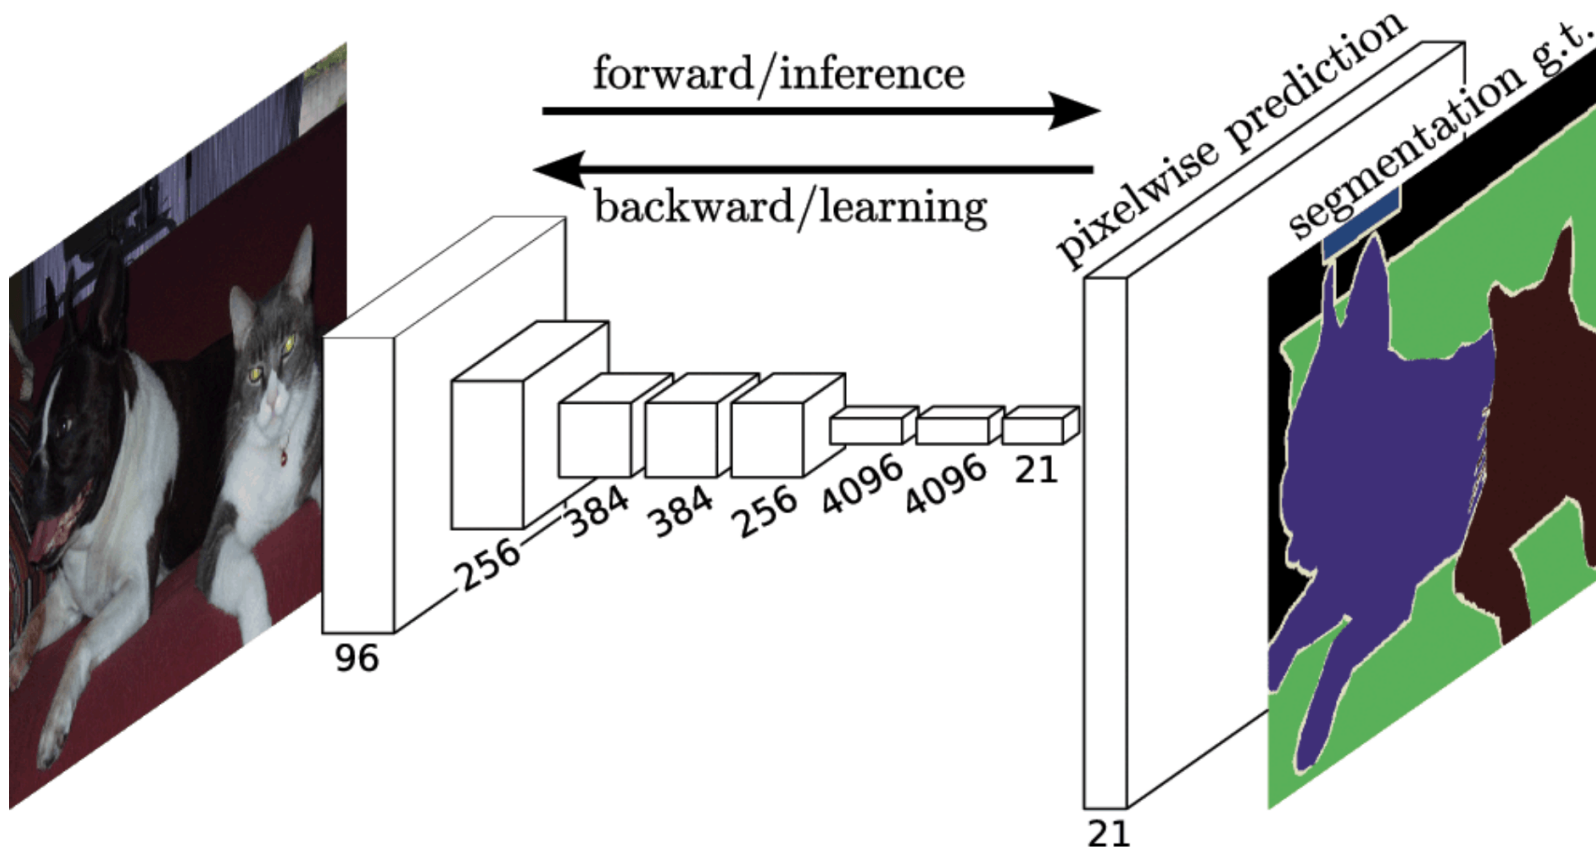 forward/inference
backward/learning
pixelwise prediction
segmentation g.t.
96
256
384
384
256
4096
4096
21
21